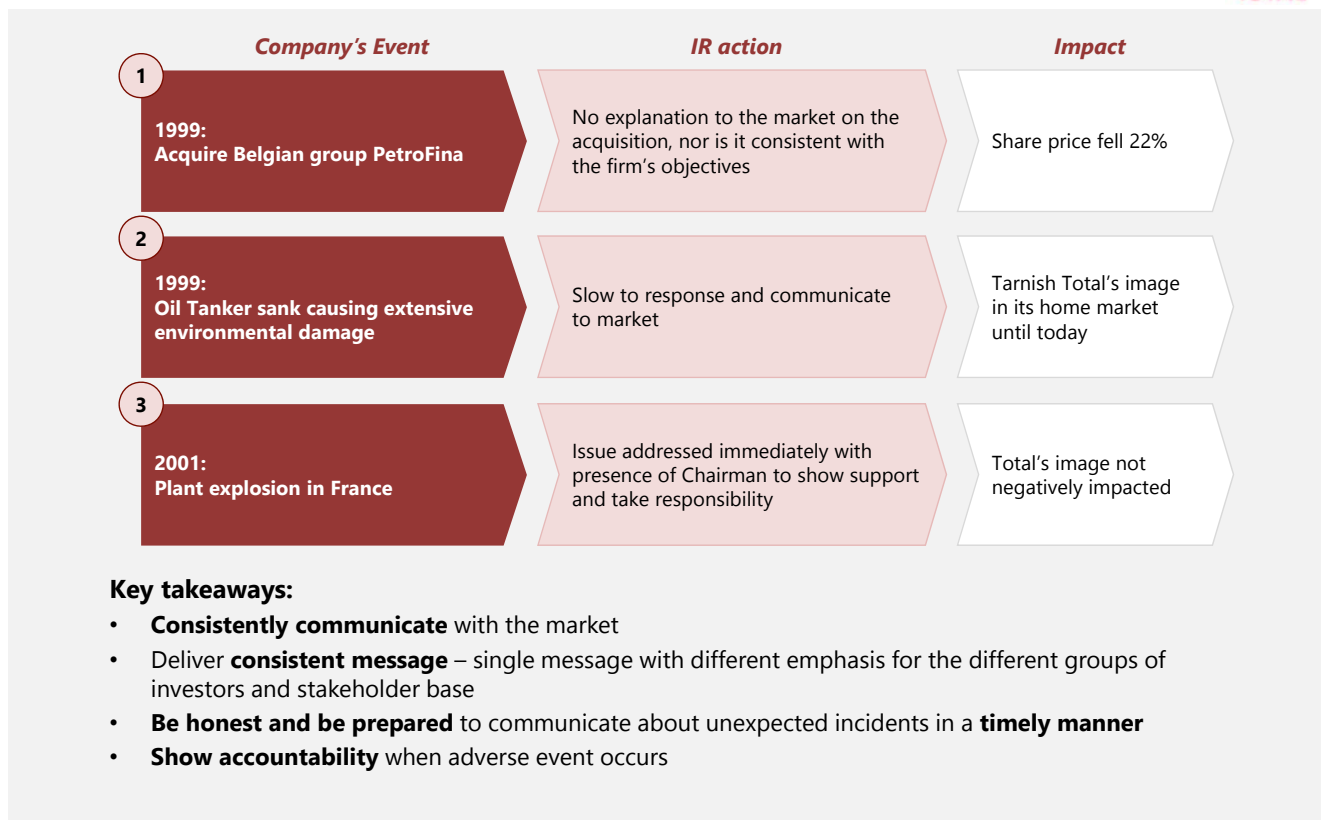 Company’s Event
IR action
Impact
1
1999:
Acquire Belgian group PetroFina
No explanation to the market on the
acquisition, nor is it consistent with
the firm’s objectives
Share price fell 22%
2
1999:
Oil Tanker sank causing extensive
environmental damage
Slow to response and communicate
to market
Tarnish Total’s image
in its home market
until today
3
2001:
Plant explosion in France
Issue addressed immediately with
presence of Chairman to show support
and take responsibility
Total’s image not
negatively impacted
Key takeaways:
• Consistently communicate with the market
• Deliver consistent message – single message with different emphasis for the different groups of
investors and stakeholder base
• Be honest and be prepared to communicate about unexpected incidents in a timely manner
• Show accountability when adverse event occurs